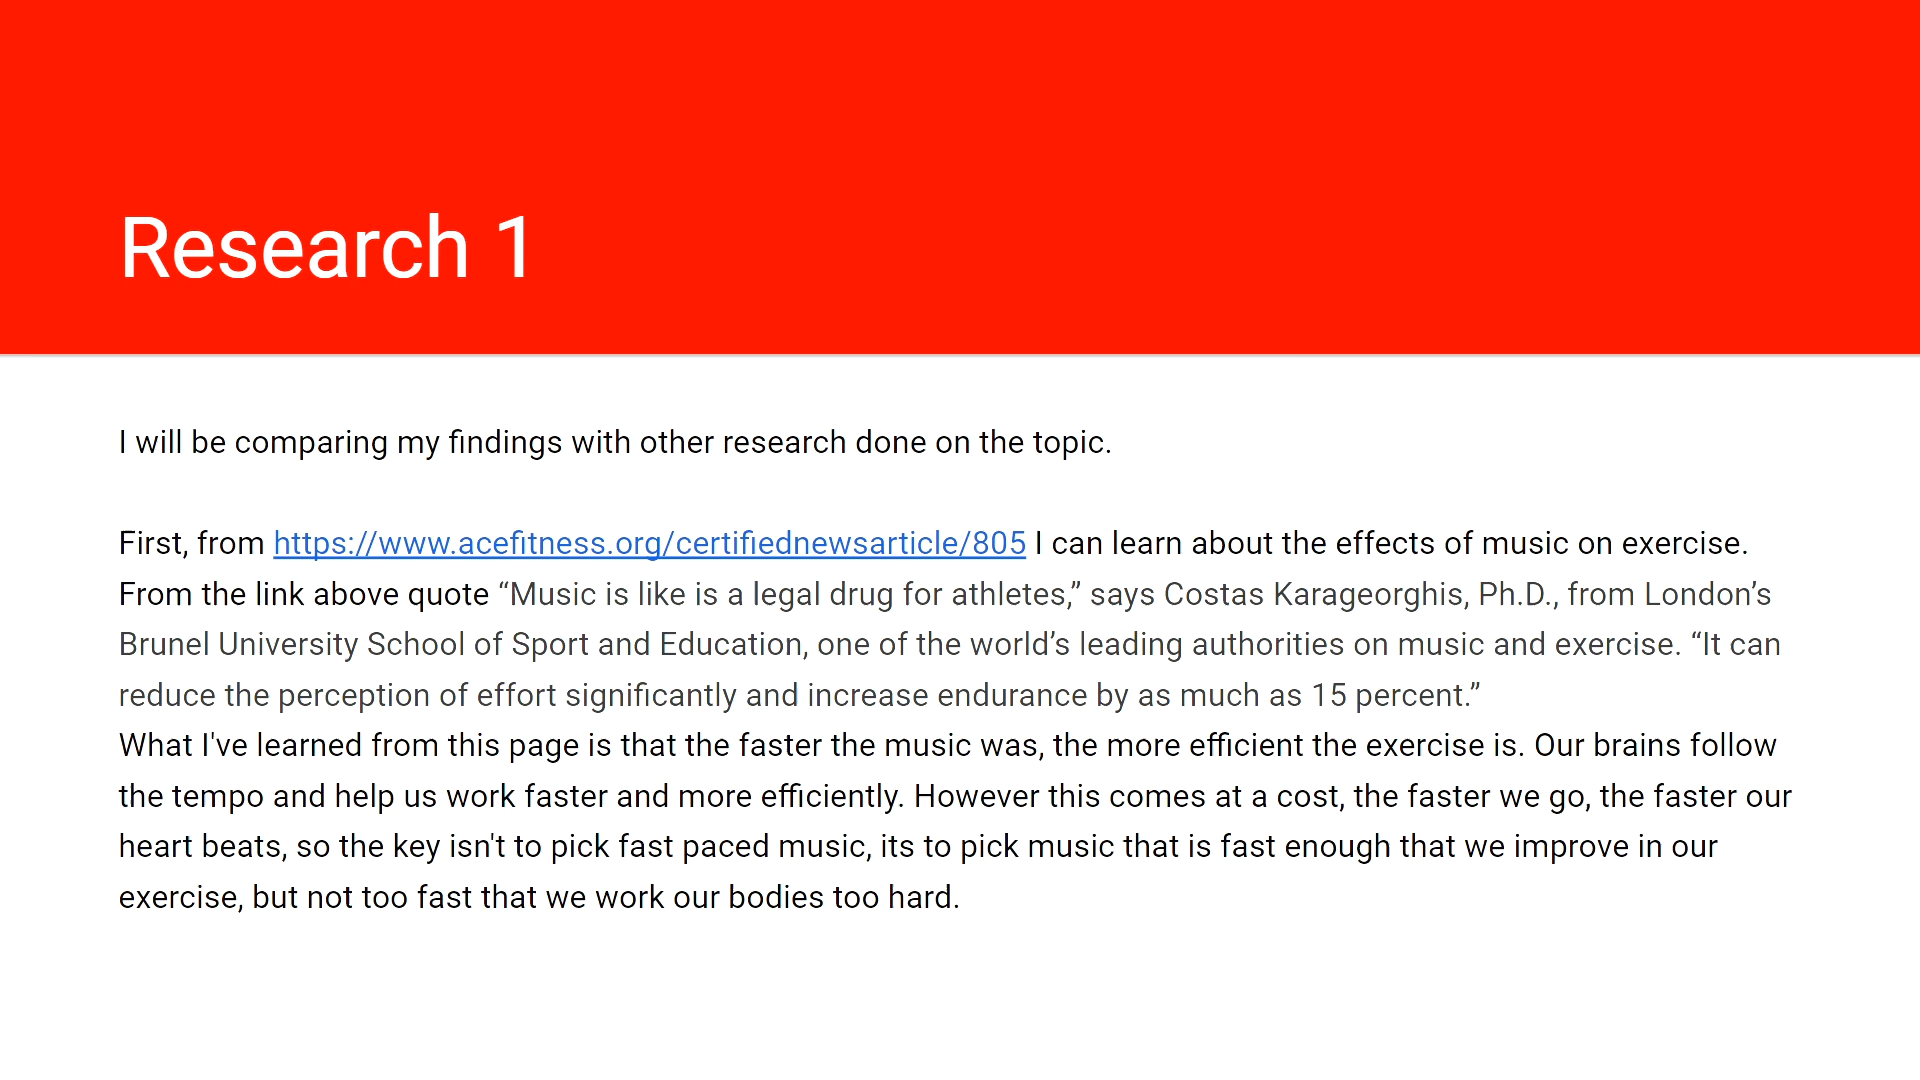 Research 1
I will be comparing my findings with other research done on the topic.
First, from https://www.acefitness.org/certifiednewsarticle/805 I can learn about the effects of music on exercise.
From the link above quote “Music is like is a legal drug for athletes,” says Costas Karageorghis, Ph.D., from London’s
Brunel University School of Sport and Education, one of the world’s leading authorities on music and exercise. “It can
reduce the perception of effort significantly and increase endurance by as much as 15 percent.”
What I've learned from this page is that the faster the music was, the more efficient the exercise is. Our brains follow
the tempo and help us work faster and more efficiently. However this comes at a cost, the faster we go, the faster our
heart beats, so the key isn't to pick fast paced music, its to pick music that is fast enough that we improve in our
exercise, but not too fast that we work our bodies too hard.